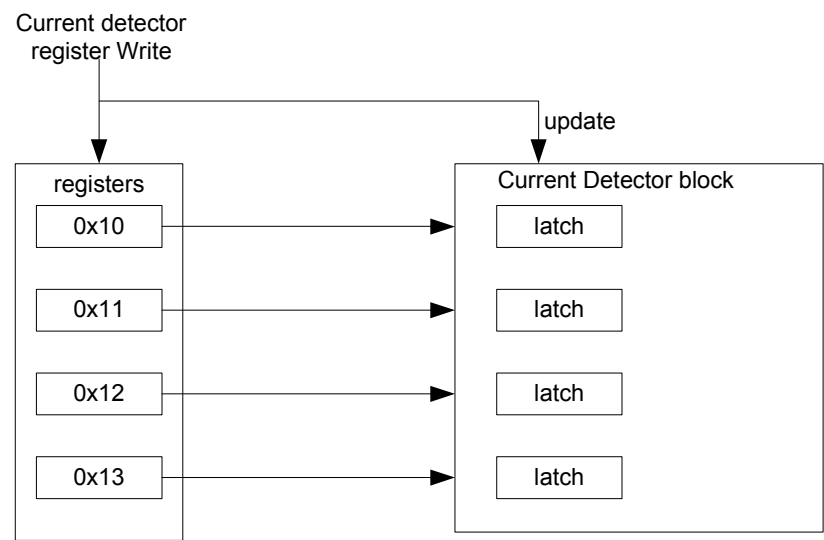 Current detector
register Write
update
registers
Current Detector block
0x10
latch
0x11
latch
0x12
latch
0x13
latch